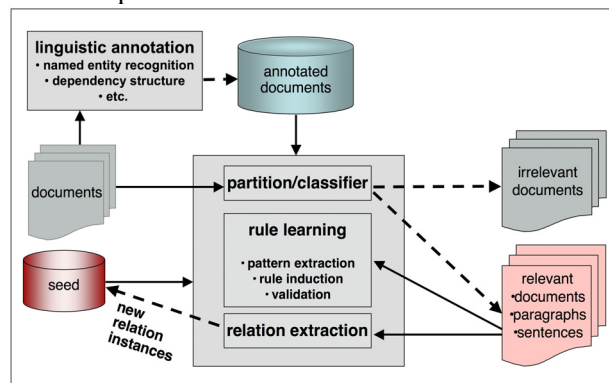 linguistic annotation
• named entity recognition
• dependency structure
• etc.
annotated
documents
documents
partition/classifier
irrelevant
documents
rule learning
• pattern extraction
• rule induction
• validation
seed
new
relation
instances
relation extraction
relevant
•documents
•paragraphs
•sentences